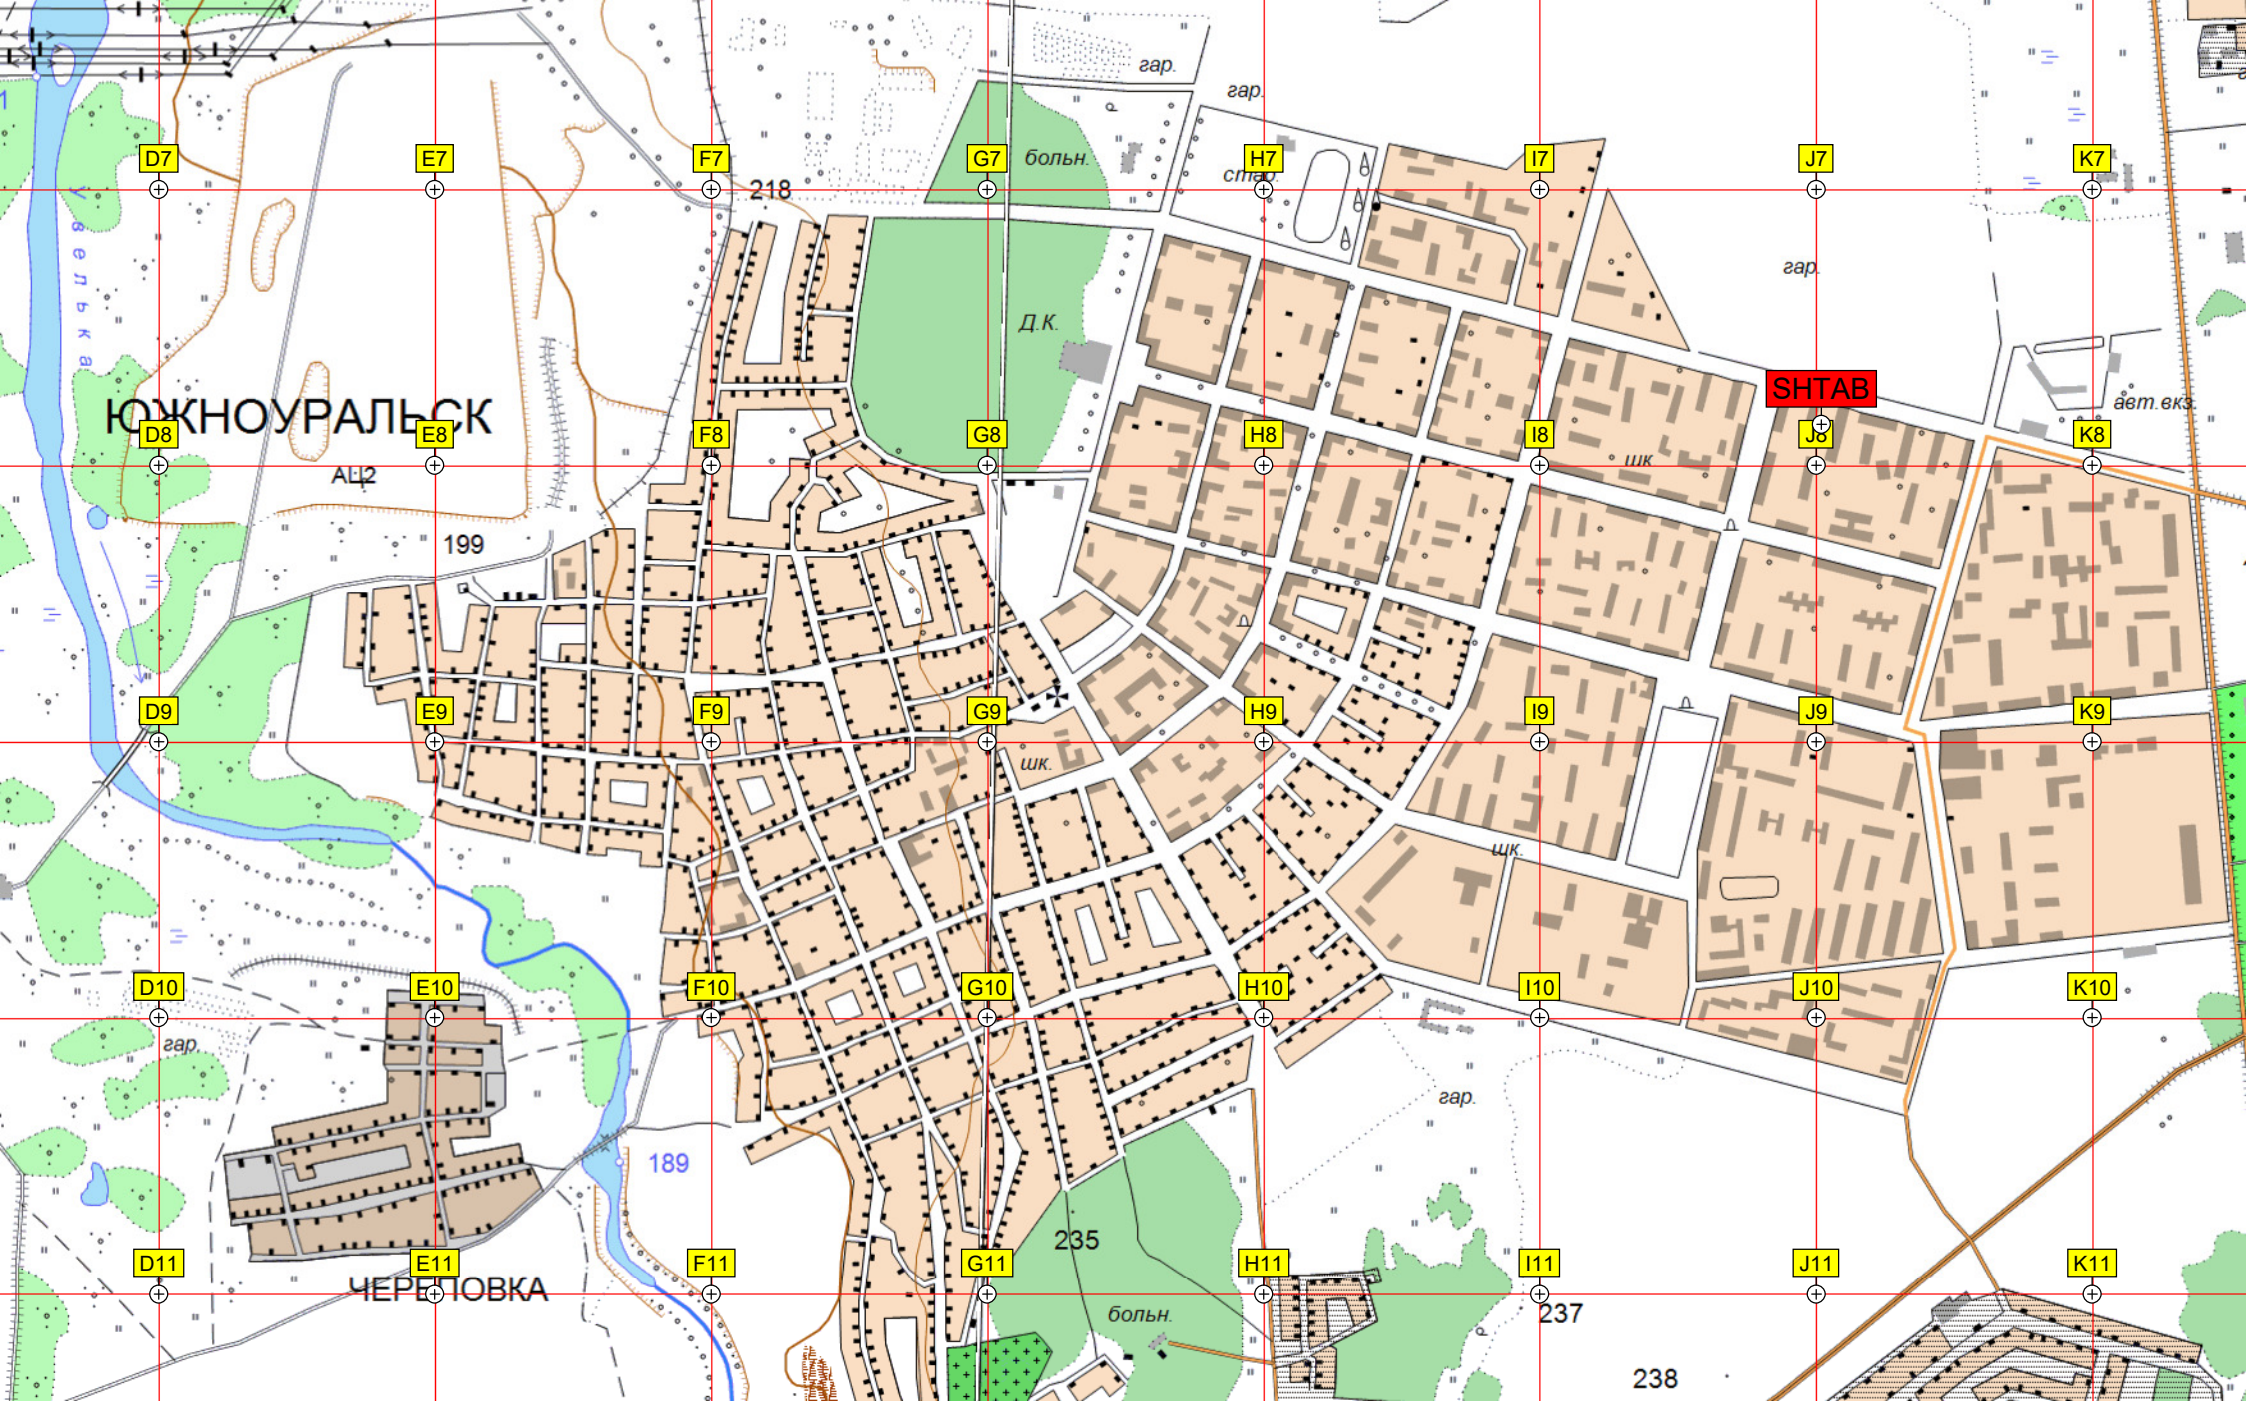 гар.
гар.
1
D7
E7
F7
G7
больн.
H7
стад.
I7
J7
K7
218
Увелька
гар.
Д.К.
SHTAB
ЮЖНОУРАЛЬСК
авт.вкз.
D8
E8
F8
G8
H8
I8
J8
K8
шк
АЦ2
199
D9
E9
F9
G9
H9
I9
J9
K9
шк.
шк.
D10
E10
F10
G10
H10
I10
J10
K10
гар.
гар.
189
235
D11
E11
F11
G11
H11
I11
J11
K11
ЧЕРЕПОВКА
больн.
237
238